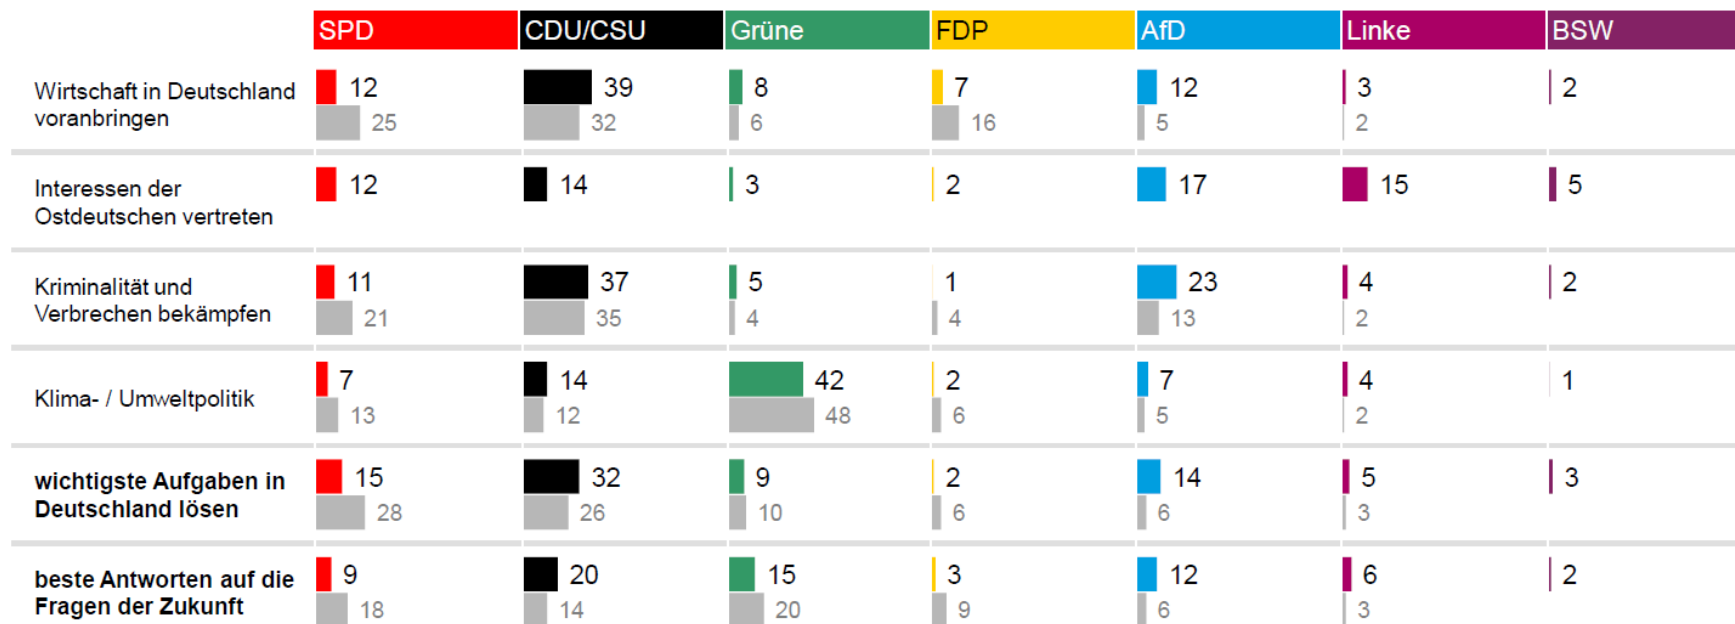 SPD CDU/CSU Grüne FDP AfD Linke BSW
Wirtschaft in Deutschland
voranbringen
12 39 8 7 12 3 2
25 32 6 16 5 2
Interessen der
Ostdeutschen vertreten
12 14 3 2 17 15 5
Kriminalität und
Verbrechen bekämpfen
11 37 5 1 23 4 2
21 35 4 4 13 2
Klima- / Umweltpolitik
7 14 42 2 7 4 1
13 12 48 6 5 2
wichtigste Aufgaben in
Deutschland lösen
15 32 9 2 14 5 3
28 26 10 6 6 3
beste Antworten auf die
Fragen der Zukunft
9 20 15 3 12 6 2
18 14 20 9 6 3